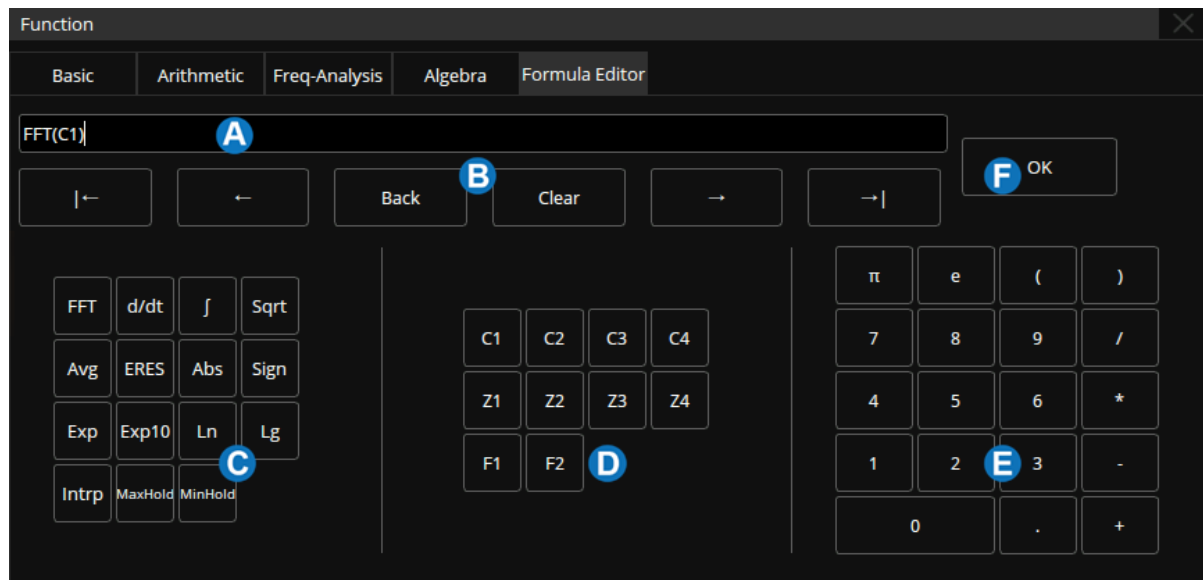 Function
Basic Arithmetic Freq-Analysis Algebra Formula Editor
FFT(C1) A
B
F OK
|← ← Back Clear → →|
π e ( )
FFT d/dt ∫ Sqrt
C1 C2 C3 C4
7 8 9 /
Avg ERES Abs Sign
Z1 Z2 Z3 Z4
4 5 6 *
Exp Exp10 Ln Lg
C
F1 F2 D
1 2 E 3 -
Intrp MaxHold MinHold
0 . +